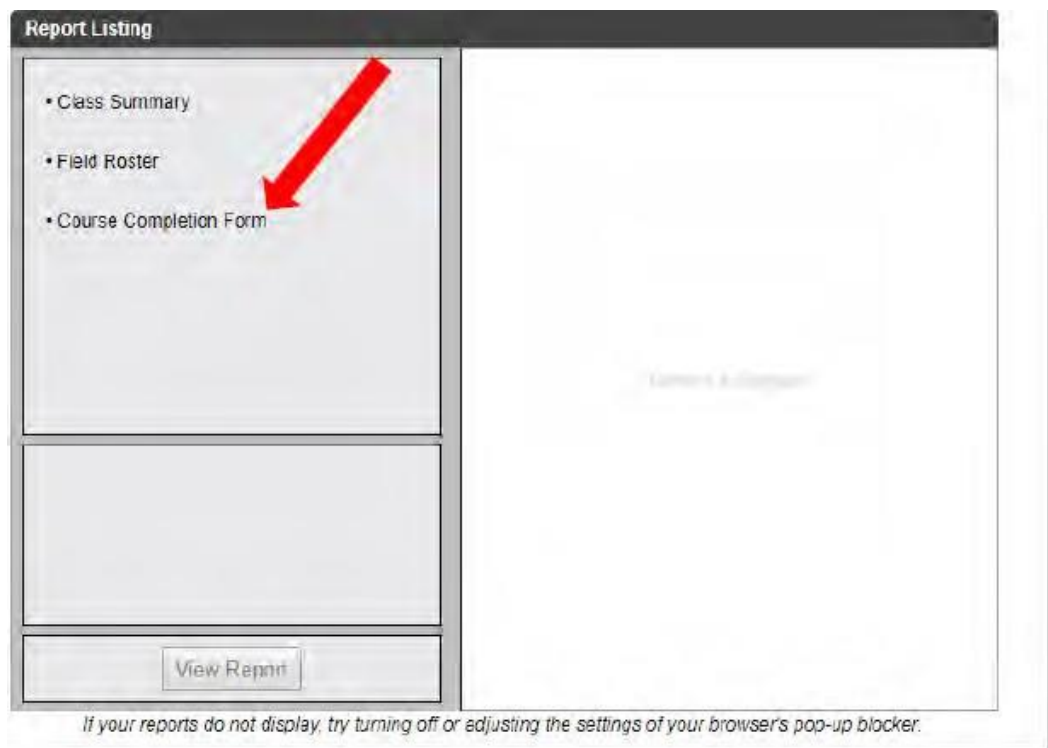 Report Listing
• Class Summary
• Field Roster
• Course Completion Form
View Report
If your reports do not display, try turning off or adjusting the settings of your browser's pop-up blocker.